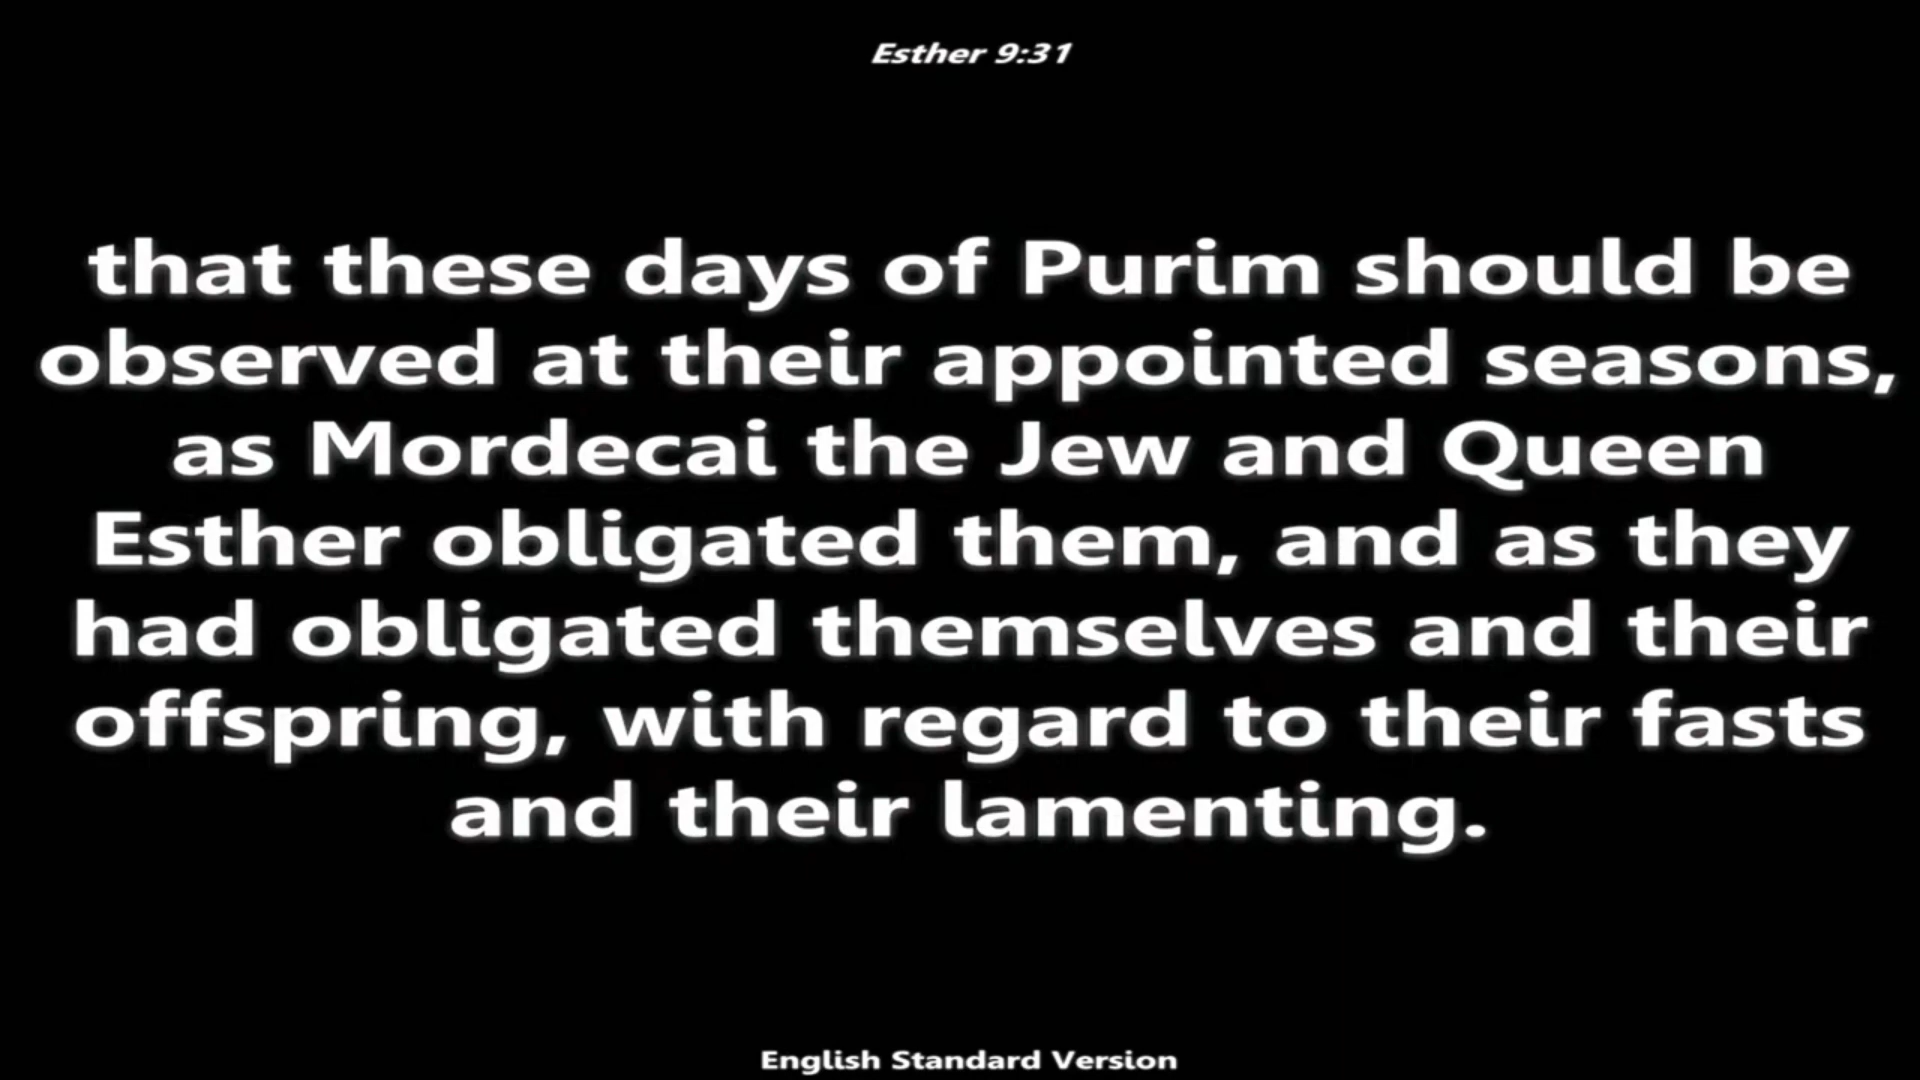 Esther 9:31
that these days of Purim should be
observed at their appointed seasons,
as Mordecai the Jew and Queen
Esther obligated them, and as they
had obligated themselves and their
offspring, with regard to their fasts
and their lamenting.
English Standard Version